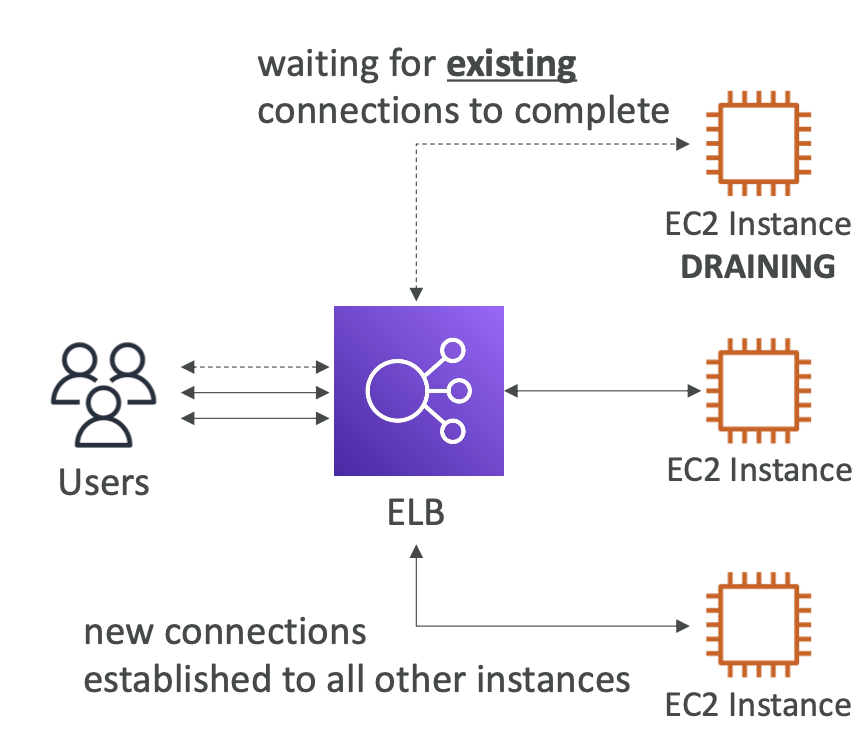 waiting for existing
connections to complete
EC2 Instance
DRAINING
Users
ELB
EC2 Instance
new connections
established to all other instances
EC2 Instance